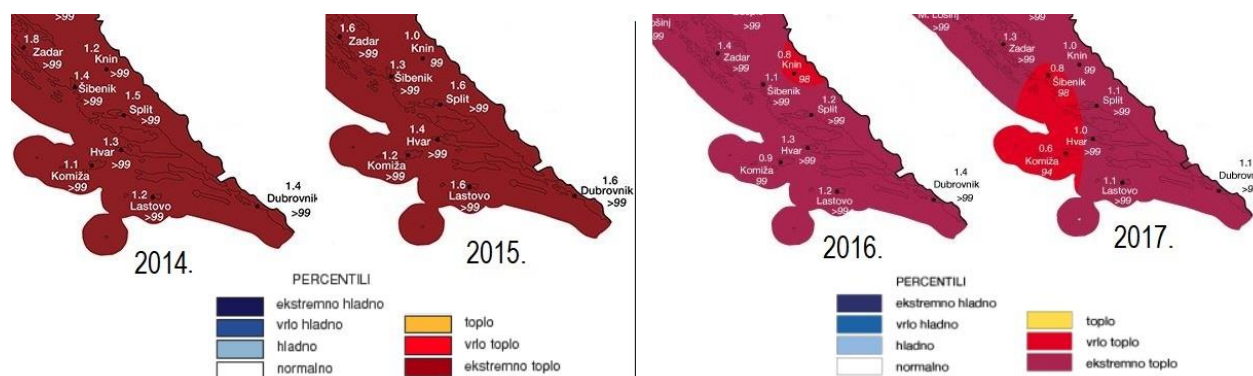 >99
1.8
Zadar
>99
1.2
Knin
>99
1.4
Šibenik
>99
1.5
Split
>99
1.3
Hvar
>99
1.1
Komiža
>99
1.2
Lastovo
>99
1.4
Dubrovnik
>99
2014.
>99
1.6
Zadar
>99
1.0
Knin
99
1.3
Šibenik
>99
1.6
Split
>99
1.4
Hvar
>99
1.2
Komiža
>99
1.6
Lastovo
>99
1.6
Dubrovnik
>99
2015.
PERCENTILI
ekstremno hladno
vrlo hladno
hladno
normalno
toplo
vrlo toplo
ekstremno toplo
>99
1.4
Zadar
>99
0.8
Knin
98
1.1
Šibenik
>99
1.2
Split
>99
1.3
Hvar
>99
0.9
Komiža
99
1.2
Lastovo
>99
1.4
Dubrovnik
>99
2016.
M. Lošinj
>99
1.3
Zadar
>99
1.0
Knin
99
0.8
Šibenik
98
1.1
Split
>99
1.0
Hvar
>99
0.6
Komiža
94
1.1
Lastovo
>99
1.1
Dubrovn
2017.
PERCENTILI
ekstremno hladno
vrlo hladno
hladno
normalno
toplo
vrlo toplo
ekstremno toplo